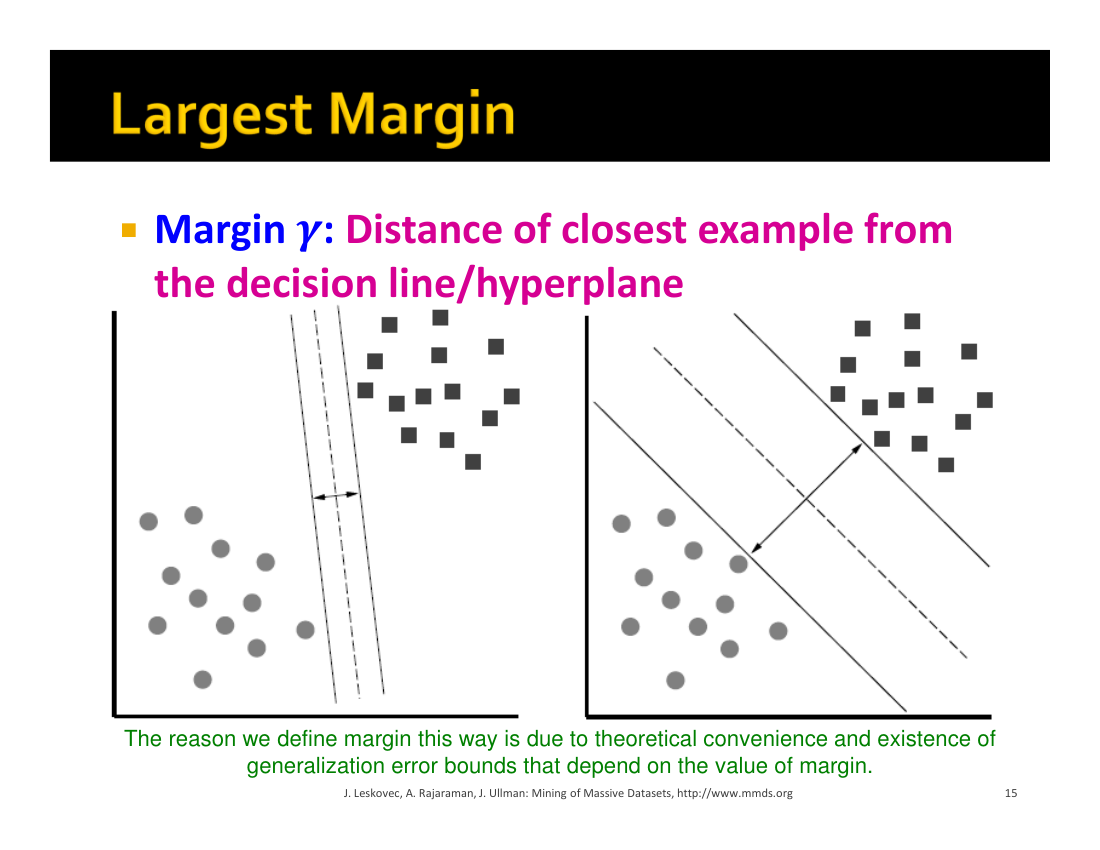 Largest Margin
Margin 𝜸: Distance of closest example from
the decision line/hyperplane
The reason we define margin this way is due to theoretical convenience and existence of
generalization error bounds that depend on the value of margin.
J. Leskovec, A. Rajaraman, J. Ullman: Mining of Massive Datasets, http://www.mmds.org
15